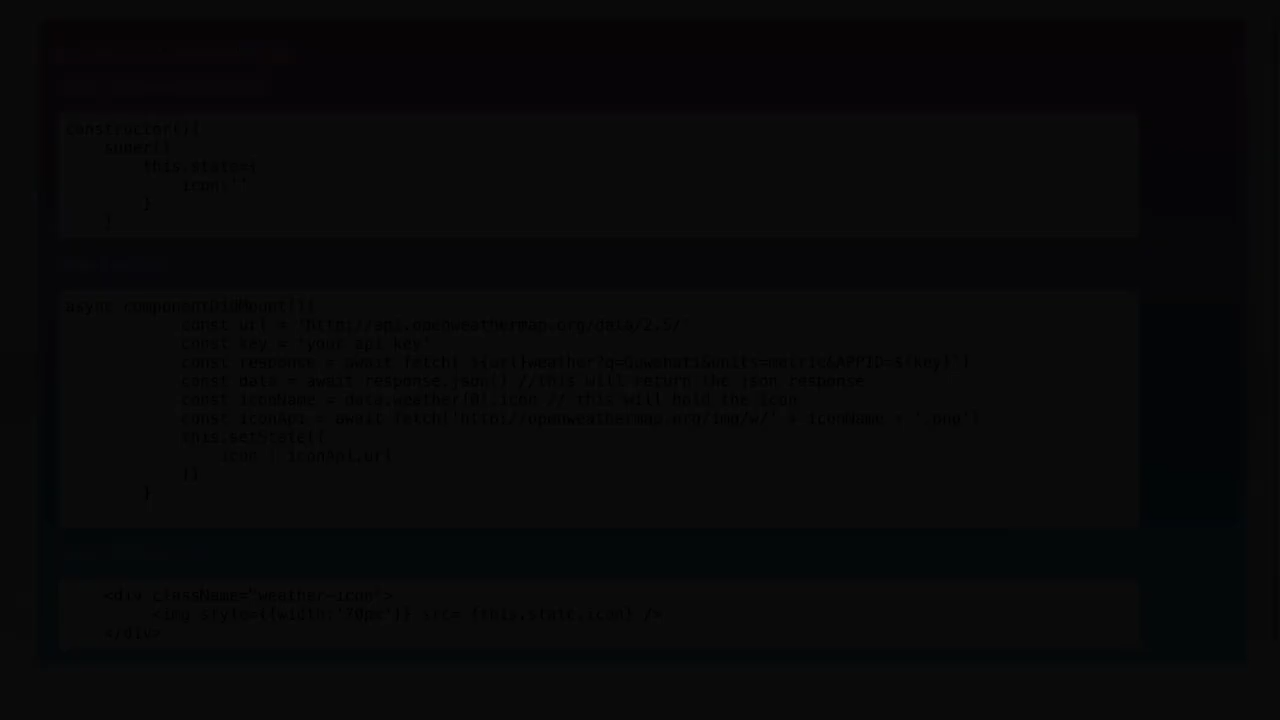 constructor(){
super()
this.state={
icon:''
}
}
async componentDidMount(){
const url = 'http://api.openweathermap.org/data/2.5/'
const key = 'your api key'
const response = await fetch(`${url}weather?q=Guwahati&units=metric&APPID=${key}`)
const data = await response.json() //this will return the json response
const iconName = data.weather[0].icon // this will hold the icon
const iconApi = await fetch('http://openweathermap.org/img/w/' + iconName + '.png')
this.setState({
icon : iconApi.url
})
}
<div className="weather-icon">
<img style={{width:'70px'}} src= {this.state.icon} />
</div>